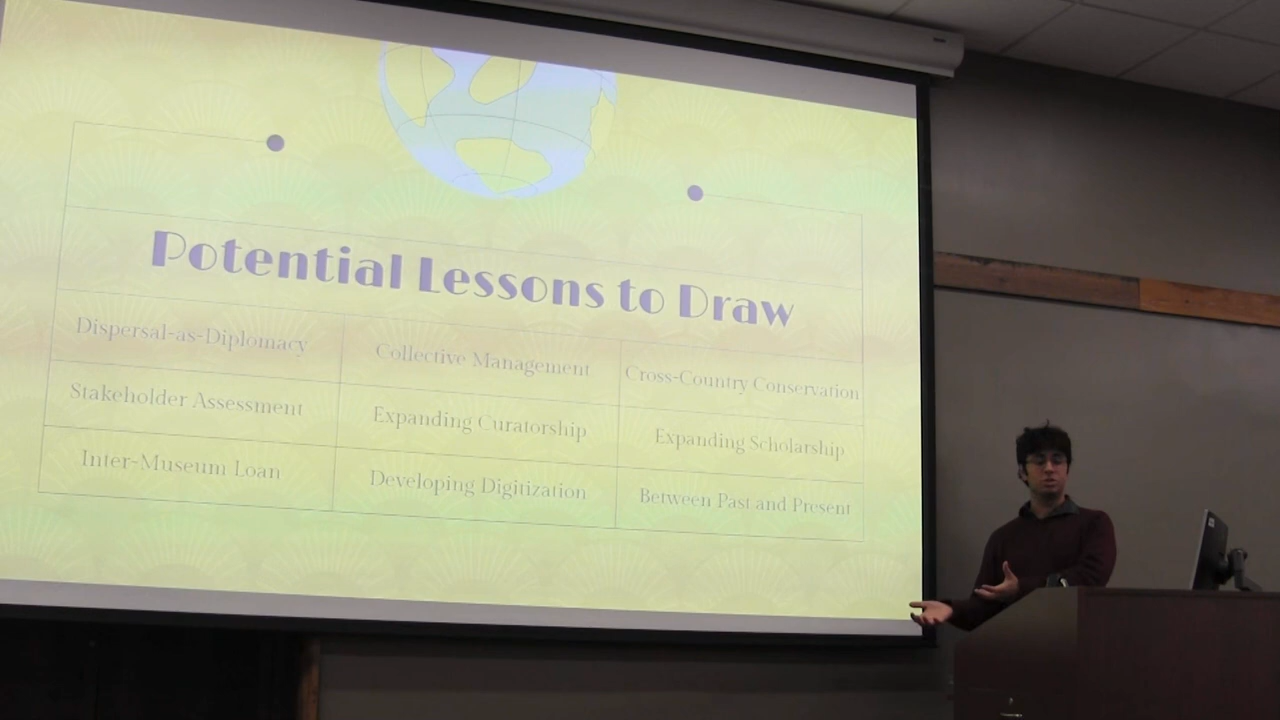 Potential Lessons to Draw
Dispersal-as-Diplomacy
Collective Management
Cross-Country Conservation
Stakeholder Assessment
Expanding Curatorship
Expanding Scholarship
Inter-Museum Loan
Developing Digitization
Between Past and Present